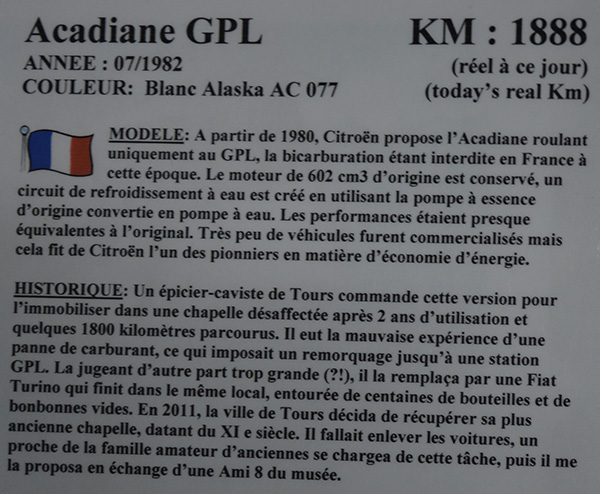 Acadiane GPL KM : 1888
ANNEE : 07/1982 (réel à ce jour)
COULEUR: Blanc Alaska AC 077 (today's real Km)
MODELE: A partir de 1980, Citroën propose l'Acadiane roulant
uniquement au GPL, la bicarburation étant interdite en France à
cette époque. Le moteur de 602 cm3 d'origine est conservé, un
circuit de refroidissement à eau est créé en utilisant la pompe à essence
d'origine convertie en pompe à eau. Les performances étaient presque
équivalentes à l'original. Très peu de véhicules furent commercialisés mais
cela fit de Citroën l'un des pionniers en matière d'économie d'énergie.
HISTORIQUE: Un épicier-caviste de Tours commande cette version pour
l'immobiliser dans une chapelle désaffectée après 2 ans d'utilisation et
quelques 1800 kilomètres parcourus. Il eut la mauvaise expérience d'une
panne de carburant, ce qui imposait un remorquage jusqu'à une station
GPL. La jugeant d'autre part trop grande (?!), il la remplaça par une Fiat
Turino qui finit dans le même local, entourée de centaines de bouteilles et de
bonbonnes vides. En 2011, la ville de Tours décida de récupérer sa plus
ancienne chapelle, datant du XI e siècle. Il fallait enlever les voitures, un
proche de la famille amateur d'anciennes se chargea de cette tâche, puis il me
la proposa en échange d'une Ami 8 du musée.